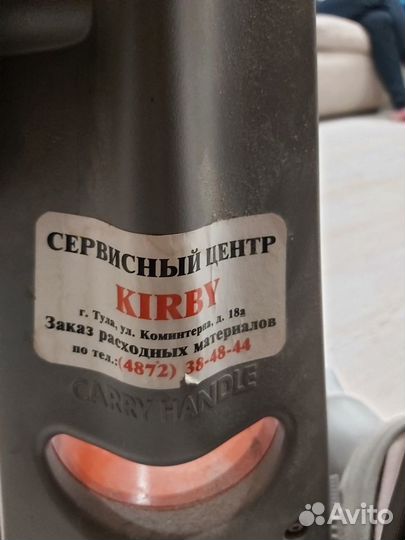 СЕРВИСНЫЙ ЦЕНТР
KIRBY
г. Тула, ул. Коминтерна, д. 18а
Заказ расходных материалов
по тел.:(4872) 38-48-44
CARRY HANDLE
Avito